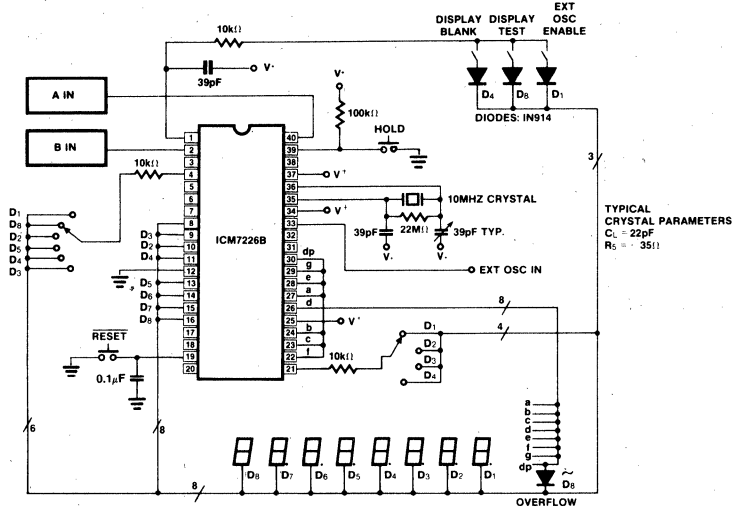 DISPLAY BLANK
DISPLAY TEST
EXT OSC ENABLE
10kΩ
39pF
V+
D4
D8
D1
DIODES: IN914
A IN
B IN
V+
100kΩ
HOLD
10kΩ
1
2
3
4
5
6
7
8
9
10
11
12
13
14
15
16
17
18
19
20
ICM7226B
40
39
38
37
36
35
34
33
32
31
30
29
28
27
26
25
24
23
22
21
V+
10MHZ CRYSTAL
V+
22MΩ
39pF
39pF TYP.
V+
V+
EXT OSC IN
3
TYPICAL
CRYSTAL PARAMETERS
CL = 22pF
RS = 35Ω
D1
D8
D2
D5
D4
D3
D3
D2
D4
D1
D5
D6
D7
D8
dp
g
e
a
d
V+
b
c
f
8
4
10kΩ
D1
D2
D3
D4
RESET
0.1μF
6
8
8
a
b
c
d
e
f
g
dp
D8
OVERFLOW
D8
D7
D6
D5
D4
D3
D2
D1